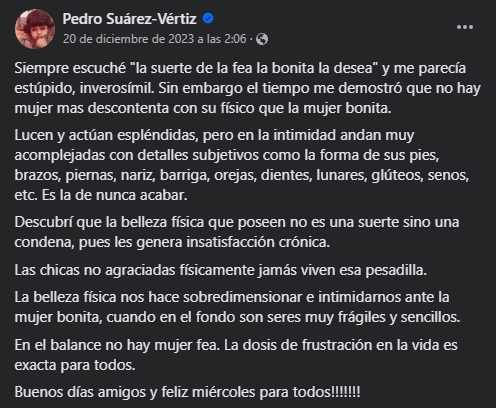 Pedro Suárez-Vértiz
20 de diciembre de 2023 a las 2:06 ·
Siempre escuché "la suerte de la fea la bonita la desea" y me parecía
estúpido, inverosímil. Sin embargo el tiempo me demostró que no hay
mujer mas descontenta con su físico que la mujer bonita.
Lucen y actúan espléndidas, pero en la intimidad andan muy
acomplejadas con detalles subjetivos como la forma de sus pies,
brazos, piernas, nariz, barriga, orejas, dientes, lunares, glúteos, senos,
etc. Es la de nunca acabar.
Descubrí que la belleza física que poseen no es una suerte sino una
condena, pues les genera insatisfacción crónica.
Las chicas no agraciadas físicamente jamás viven esa pesadilla.
La belleza física nos hace sobredimensionar e intimidarnos ante la
mujer bonita, cuando en el fondo son seres muy frágiles y sencillos.
En el balance no hay mujer fea. La dosis de frustración en la vida es
exacta para todos.
Buenos días amigos y feliz miércoles para todos!!!!!!!